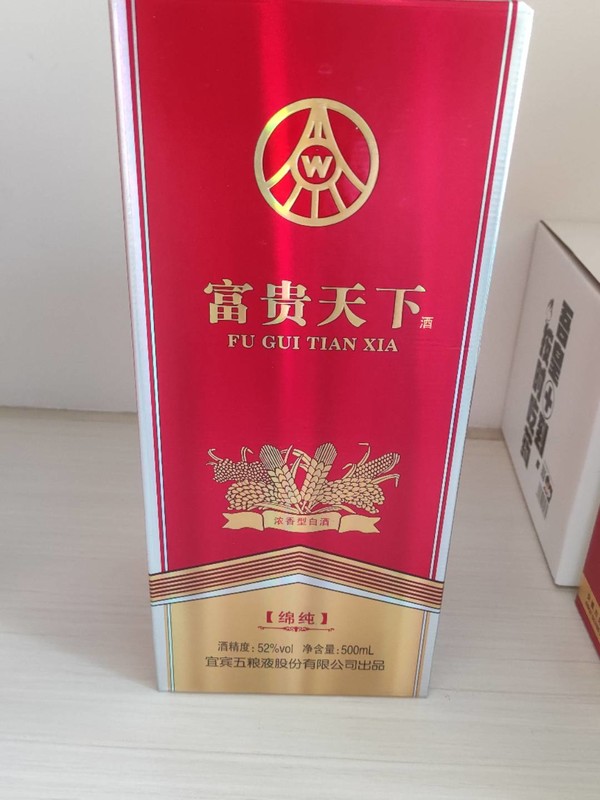 W
富贵天下酒
FU GUI TIAN XIA
浓香型白酒
【绵纯】
酒精度：52%vol 净含量：500mL
宜宾五粮液股份有限公司出品